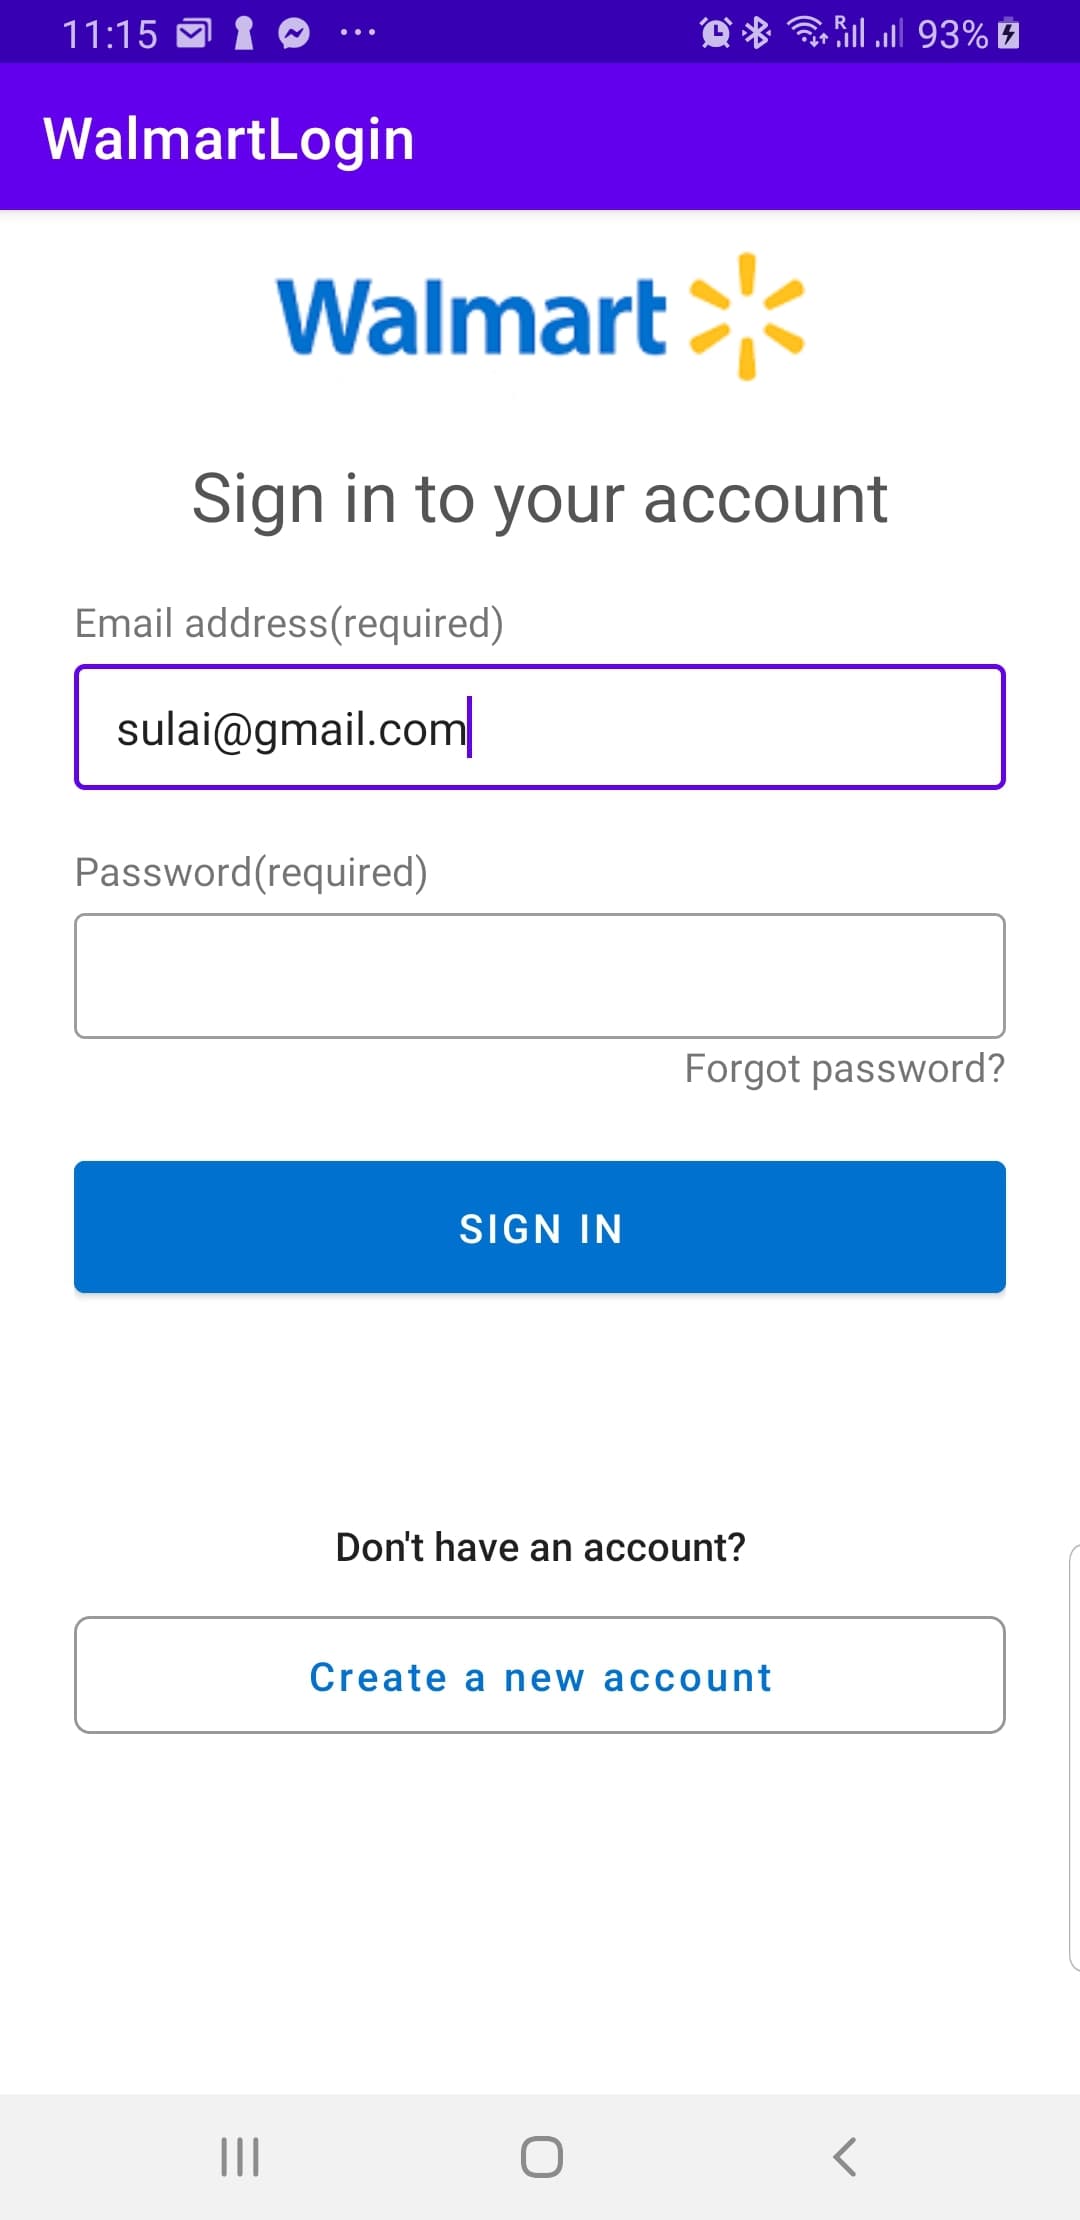 11:15 ... R 93%
WalmartLogin
Walmart
Sign in to your account
Email address(required)
sulai@gmail.com
Password(required)
Forgot password?
SIGN IN
Don't have an account?
Create a new account